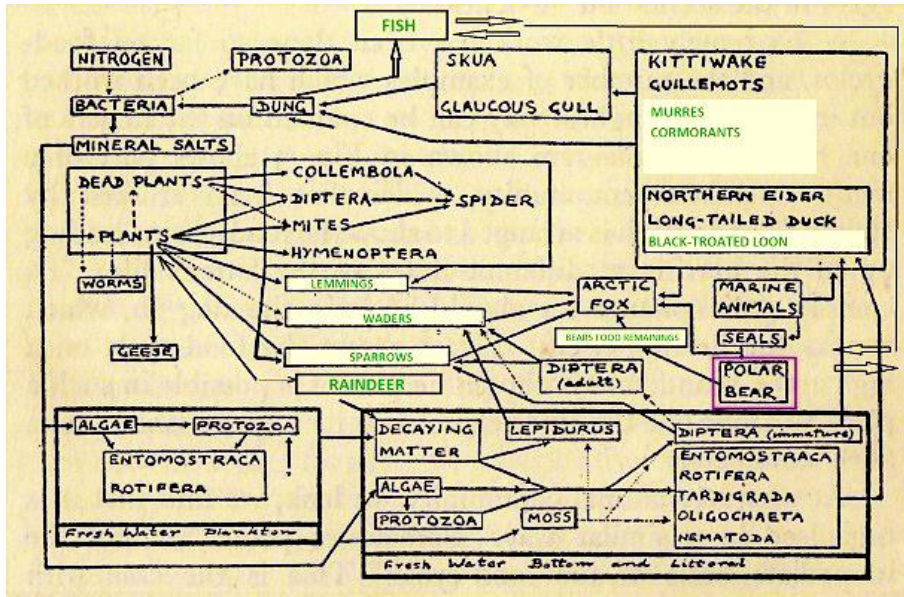 FISH
NITROGEN
PROTOZOA
BACTERIA
DUNG
SKUA
GLAUCOUS GULL
KITTIWAKE
GUILLEMOTS
MURRES
CORMORANTS
MINERAL SALTS
DEAD PLANTS
COLLEMBOLA
DIPTERA
MITES
SPIDER
PLANTS
HYMENOPTERA
NORTHERN EIDER
LONG-TAILED DUCK
BLACK-TROATED LOON
WORMS
LEMMINGS
ARCTIC
FOX
MARINE
ANIMALS
WADERS
BEARS FOOD REMAININGS
SEALS
GEESE
SPARROWS
DIPTERA
(adult)
POLAR
BEAR
RAINDEER
ALGAE
PROTOZOA
ENTOMOSTRACA
ROTIFERA
Fresh Water Plankton
DECAYING
MATTER
LEPIDURUS
DIPTERA (immature)
ALGAE
PROTOZOA
MOSS
ENTOMOSTRACA
ROTIFERA
TARDIGRADA
OLIGOCHAETA
NEMATODA
Fresh Water Bottom and Littoral